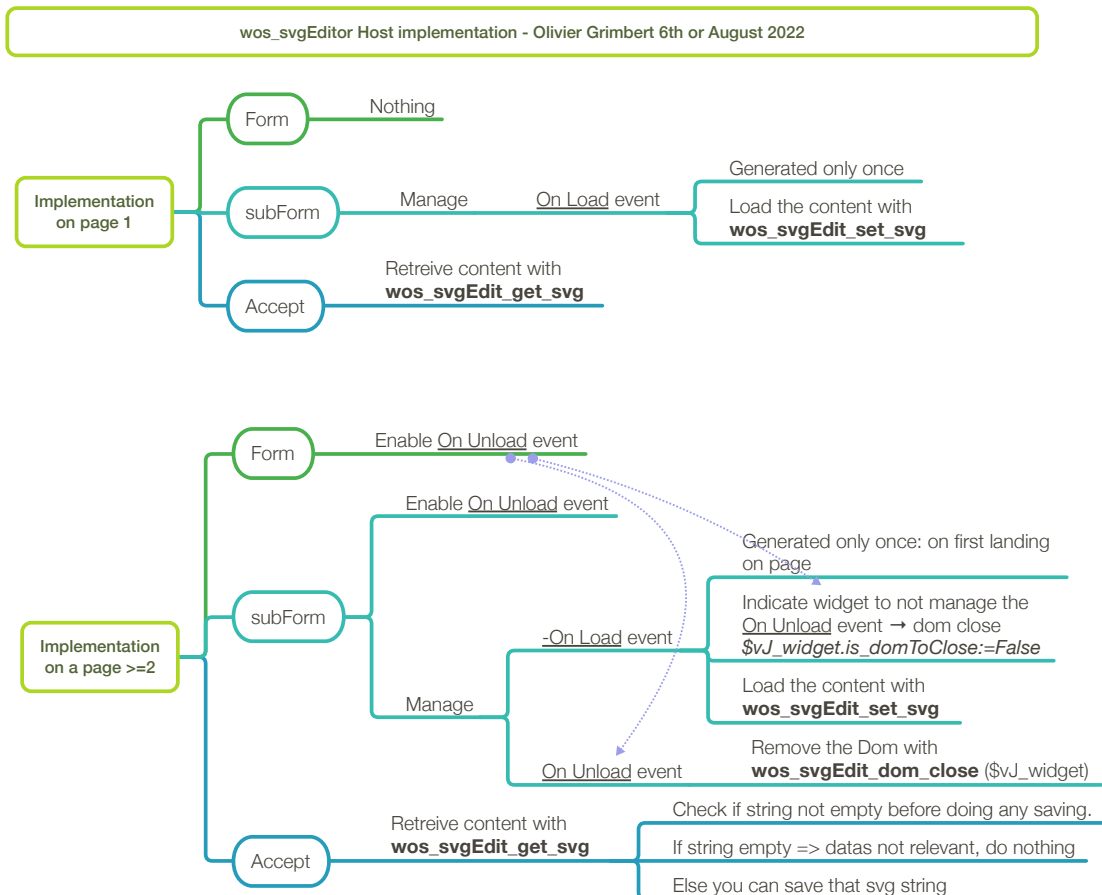 wos_svgEditor Host implementation - Olivier Grimbert 6th or August 2022
Implementation
on page 1
Form
Nothing
subForm
Manage
On Load event
Generated only once
Load the content with
wos_svgEdit_set_svg
Accept
Retreive content with
wos_svgEdit_get_svg
Implementation
on a page >=2
Form
Enable On Unload event
subForm
Enable On Unload event
Manage
-On Load event
Generated only once: on first landing
on page
Indicate widget to not manage the
On Unload event → dom close
$vJ_widget.is_domToClose:=False
Load the content with
wos_svgEdit_set_svg
On Unload event
Remove the Dom with
wos_svgEdit_dom_close ($vJ_widget)
Accept
Retreive content with
wos_svgEdit_get_svg
Check if string not empty before doing any saving.
If string empty => datas not relevant, do nothing
Else you can save that svg string